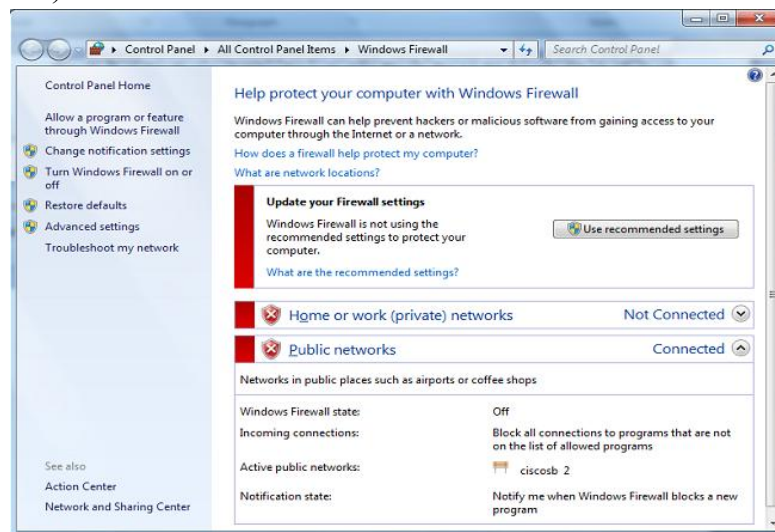 Control Panel ▸ All Control Panel Items ▸ Windows Firewall
Search Control Panel
Control Panel Home
Allow a program or feature
through Windows Firewall
Change notification settings
Turn Windows Firewall on or
off
Restore defaults
Advanced settings
Troubleshoot my network
See also
Action Center
Network and Sharing Center
Help protect your computer with Windows Firewall
Windows Firewall can help prevent hackers or malicious software from gaining access to your
computer through the Internet or a network.
How does a firewall help protect my computer?
What are network locations?
Update your Firewall settings
Windows Firewall is not using the
recommended settings to protect your
computer.
What are the recommended settings?
Use recommended settings
Home or work (private) networks Not Connected
Public networks Connected
Networks in public places such as airports or coffee shops
Windows Firewall state: Off
Incoming connections: Block all connections to programs that are not
on the list of allowed programs
Active public networks: ciscosb 2
Notification state: Notify me when Windows Firewall blocks a new
program